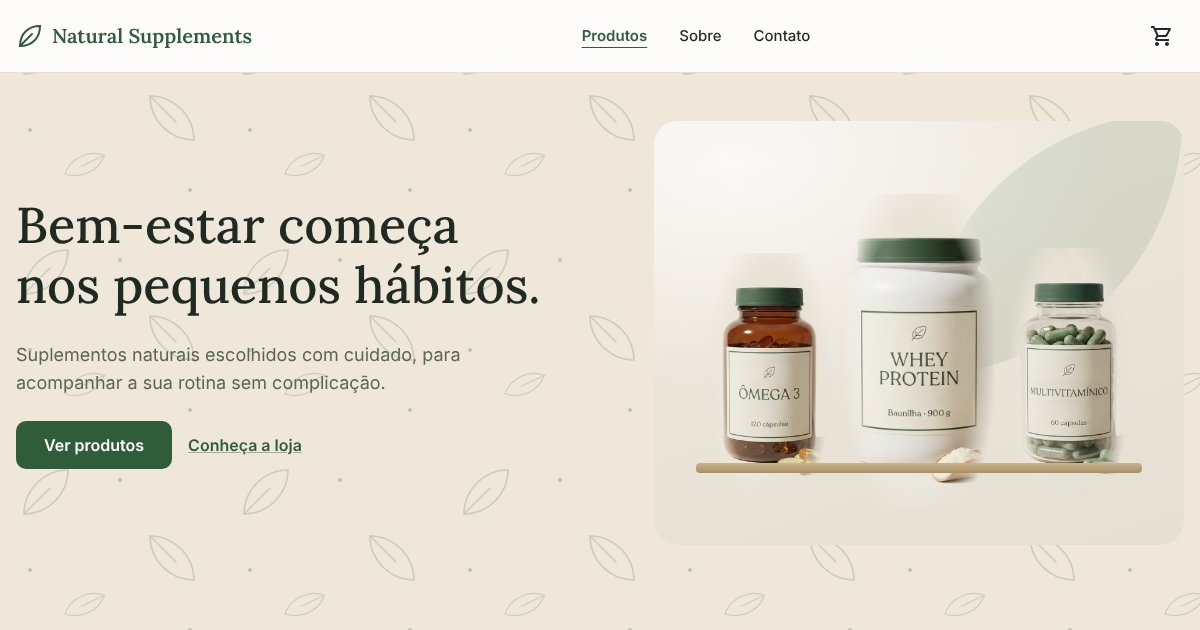 Natural Supplements
Produtos
Sobre
Contato
Bem-estar começa
nos pequenos hábitos.
Suplementos naturais escolhidos com cuidado, para
acompanhar a sua rotina sem complicação.
Ver produtos
Conheça a loja
ÔMEGA 3
120 cápsulas
WHEY
PROTEIN
Baunilha · 900 g
MULTIVITAMÍNICO
60 cápsulas